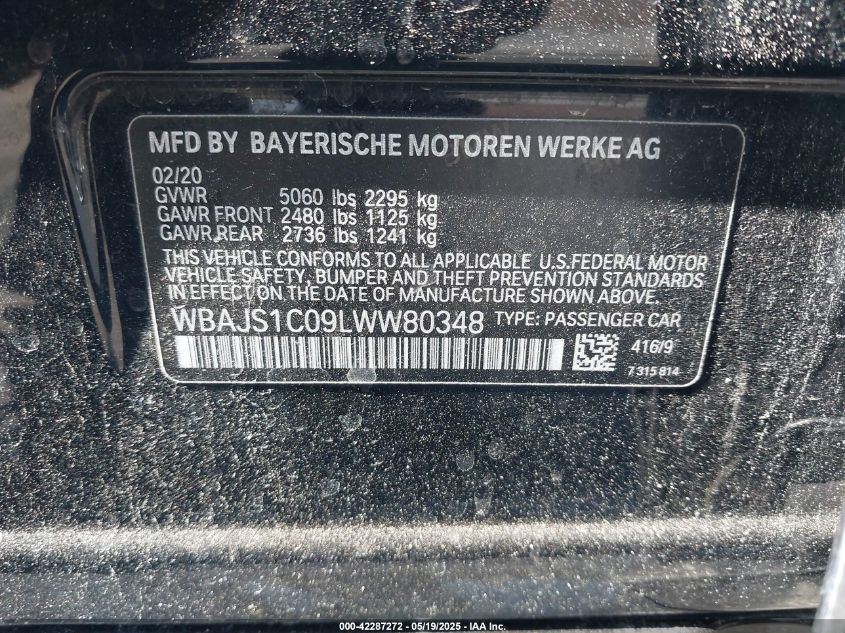 MFD BY BAYERISCHE MOTOREN WERKE AG
02/20
GVWR 5060 lbs 2295 kg
GAWR FRONT 2480 lbs 1125 kg
GAWR REAR 2736 lbs 1241 kg
THIS VEHICLE CONFORMS TO ALL APPLICABLE U.S.FEDERAL MOTOR
VEHICLE SAFETY, BUMPER AND THEFT PREVENTION STANDARDS
IN EFFECT ON THE DATE OF MANUFACTURE SHOWN ABOVE.
WBAJS1C09LWW80348 TYPE: PASSENGER CAR
416/9
7 315 814
000-42287272 - 05/19/2025 - IAA Inc.